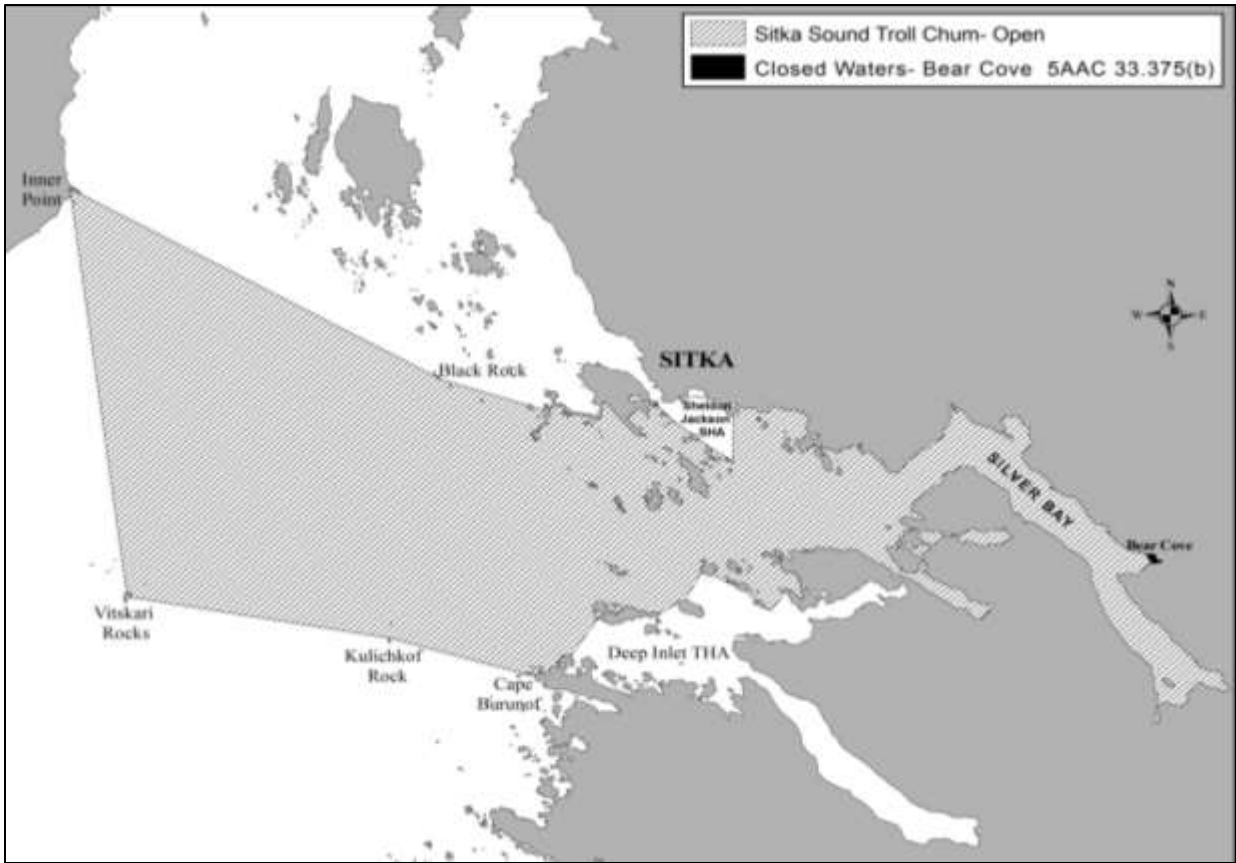 Sitka Sound Troll Chum- Open
Closed Waters- Bear Cove 5AAC 33.375(b)
Inner
Point
N
W
E
S
SITKA
Black Rock
Sheldon
Jackson
SHA
SILVER BAY
Bear Cove
Vitskari
Rocks
Kulichkof
Rock
Deep Inlet THA
Cape
Burunof